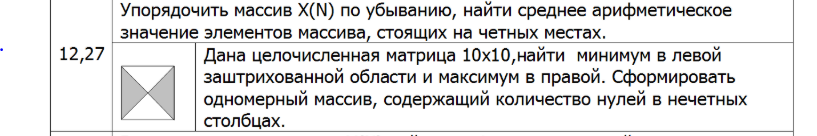 Упорядочить массив X(N) по убыванию, найти среднее арифметическое
значение элементов массива, стоящих на четных местах.
12,27
Дана целочисленная матрица 10x10,найти минимум в левой
заштрихованной области и максимум в правой. Сформировать
одномерный массив, содержащий количество нулей в нечетных
столбцах.